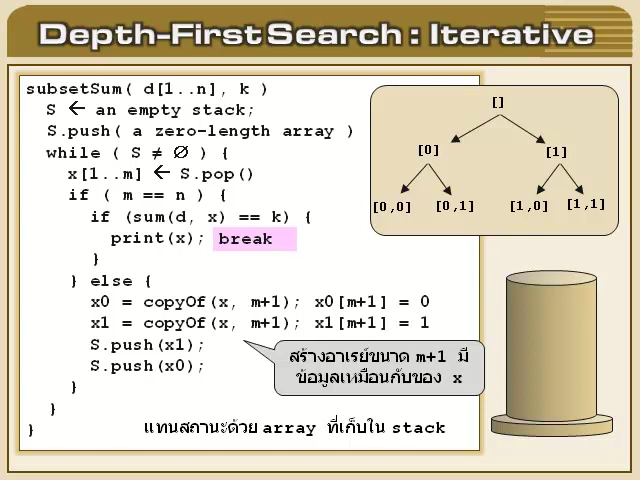 Depth-First Search : Iterative
subsetSum( d[1..n], k )
S ← an empty stack;
S.push( a zero-length array )
while ( S ≠ ∅ ) {
x[1..m] ← S.pop()
if ( m == n ) {
if (sum(d, x) == k) {
print(x); break
}
} else {
x0 = copyOf(x, m+1); x0[m+1] = 0
x1 = copyOf(x, m+1); x1[m+1] = 1
S.push(x1);
S.push(x0);
}
}
}
สร้างอาเรย์ขนาด m+1 มี
ข้อมูลเหมือนกับของ x
แทนสถานะด้วย array ที่เก็บใน stack
[]
[0] [1]
[0,0] [0,1] [1,0] [1,1]